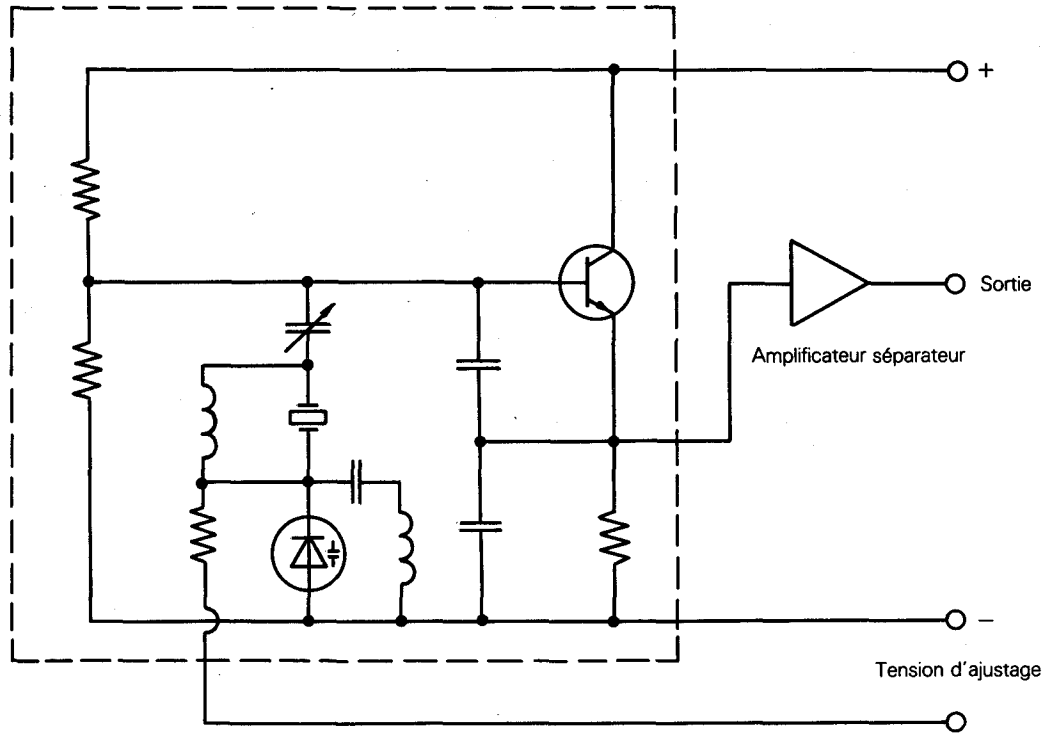 +
Sortie
Amplificateur séparateur
−
Tension d'ajustage